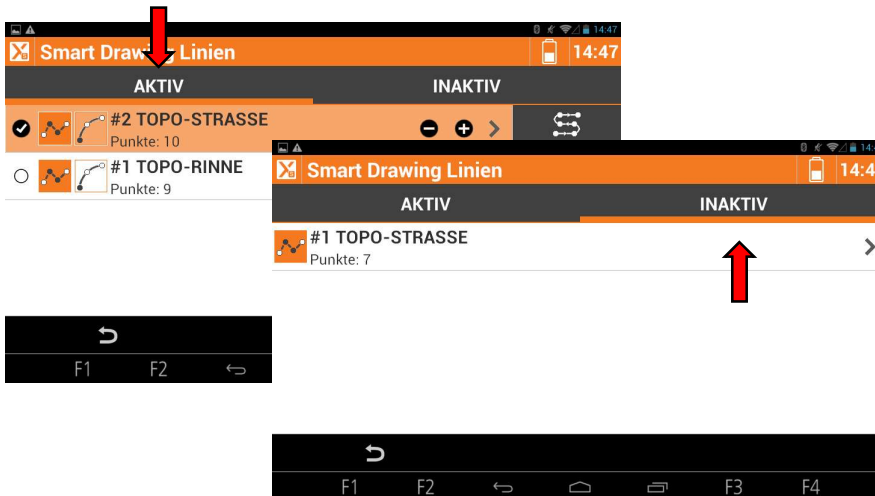 14:47
Smart Drawing Linien
14:47
AKTIV INAKTIV
#2 TOPO-STRASSE
Punkte: 10
#1 TOPO-RINNE
Punkte: 9
F1 F2
Smart Drawing Linien
AKTIV INAKTIV
#1 TOPO-STRASSE
Punkte: 7
F1 F2 F3 F4